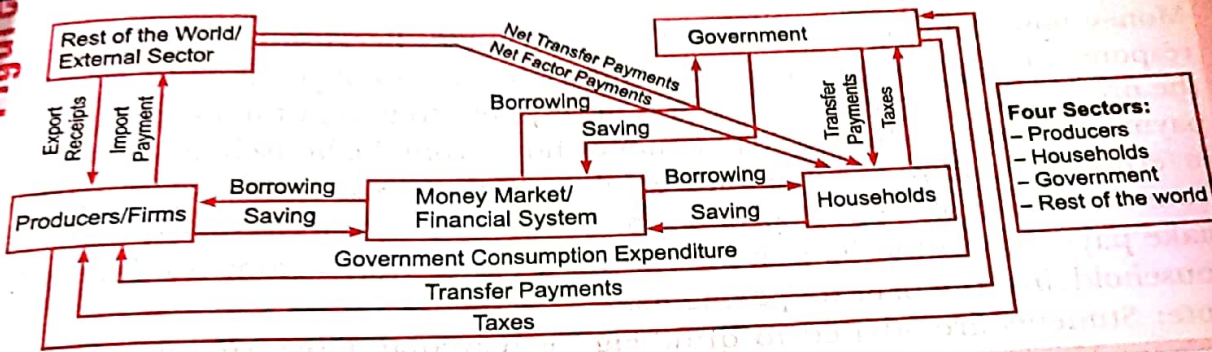 Rest of the World/
External Sector
Government
Net Transfer Payments
Net Factor Payments
Export
Receipts
Import
Payment
Borrowing
Saving
Transfer
Payments
Taxes
Four Sectors:
– Producers
– Households
– Government
– Rest of the world
Producers/Firms
Borrowing
Saving
Money Market/
Financial System
Borrowing
Saving
Households
Government Consumption Expenditure
Transfer Payments
Taxes